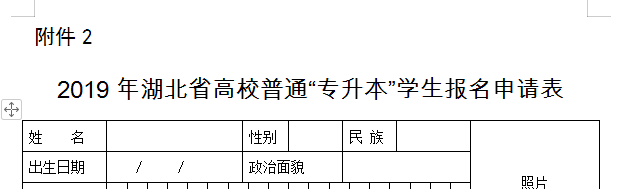 附件 2
2019 年湖北省高校普通“专升本”学生报名申请表
姓 名 性别 民 族
出生日期 / / 政治面貌
照片